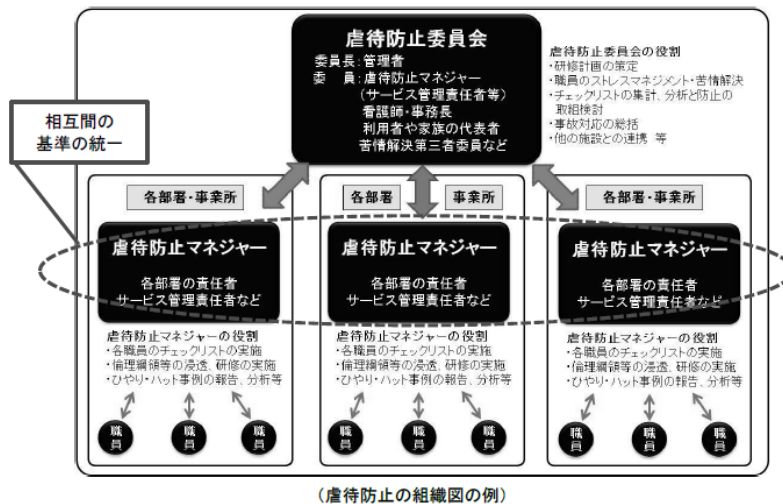 虐待防止委員会
委員長：管理者
委　員：虐待防止マネジャー
（サービス管理責任者等）
看護師・事務長
利用者や家族の代表者
苦情解決第三者委員など
虐待防止委員会の役割
・研修計画の策定
・職員のストレスマネジメント・苦情解決
・チェックリストの集計、分析と防止の
取組検討
・事故対応の総括
・他の施設との連携 等
相互間の
基準の統一
各部署・事業所
各部署
事業所
各部署・事業所
虐待防止マネジャー
各部署の責任者
サービス管理責任者など
虐待防止マネジャー
各部署の責任者
サービス管理責任者など
虐待防止マネジャー
各部署の責任者
サービス管理責任者など
虐待防止マネジャーの役割
・各職員のチェックリストの実施
・倫理綱領等の浸透、研修の実施
・ひやり・ハット事例の報告、分析等
虐待防止マネジャーの役割
・各職員のチェックリストの実施
・倫理綱領等の浸透、研修の実施
・ひやり・ハット事例の報告、分析等
虐待防止マネジャーの役割
・各職員のチェックリストの実施
・倫理綱領等の浸透、研修の実施
・ひやり・ハット事例の報告、分析等
職員
職員
職員
職員
職員
職員
職員
職員
職員
（虐待防止の組織図の例）